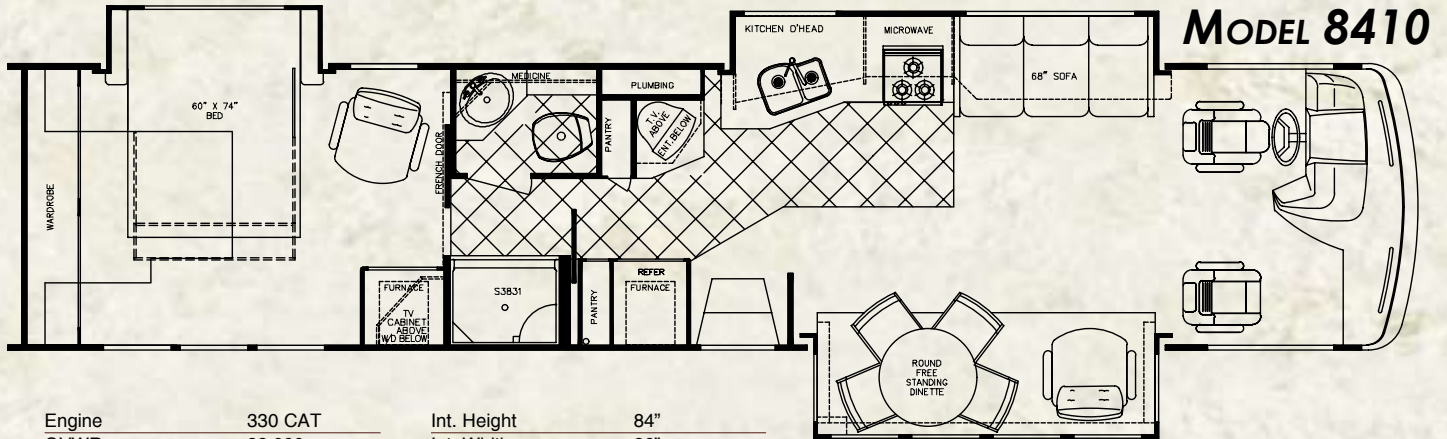 MODEL 8410
KITCHEN O'HEAD
MICROWAVE
68" SOFA
60" X 74"
BED
WARDROBE
FRENCH DOOR
MEDICINE
PLUMBING
PANTRY
T.V.
ABOVE
ENT. BELOW
FURNACE
TV
CABINET
ABOVE
W/D BELOW
S3831
PANTRY
REFER
FURNACE
ROUND
FREE
STANDING
DINETTE
Engine 330 CAT
Int. Height 84"